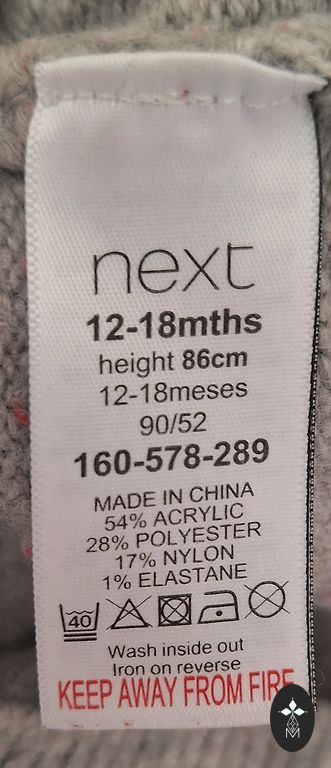 next
12-18mths
height 86cm
12-18meses
90/52
160-578-289
MADE IN CHINA
54% ACRYLIC
28% POLYESTER
17% NYLON
1% ELASTANE
40
Wash inside out
Iron on reverse
KEEP AWAY FROM FIRE
M